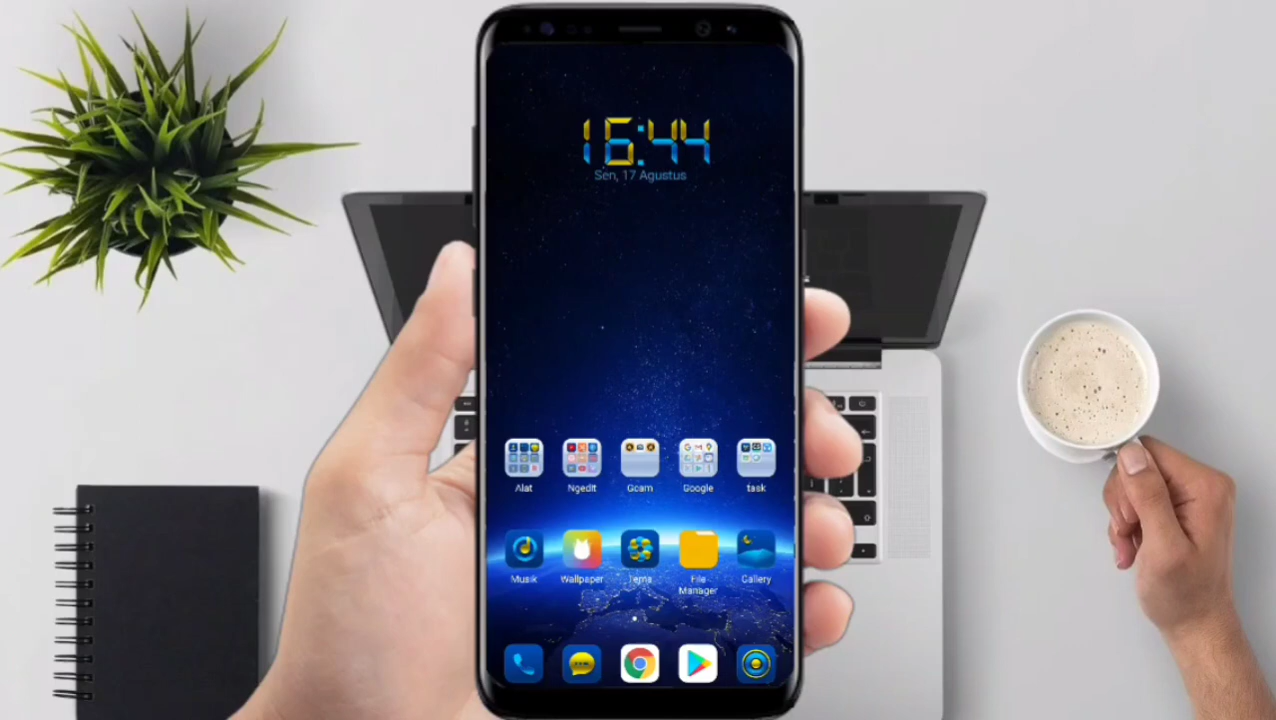 16:44
Sen, 17 Agustus
Alat Ngedit Gcam Google task
Musik Wallpaper Tema File Manager Gallery